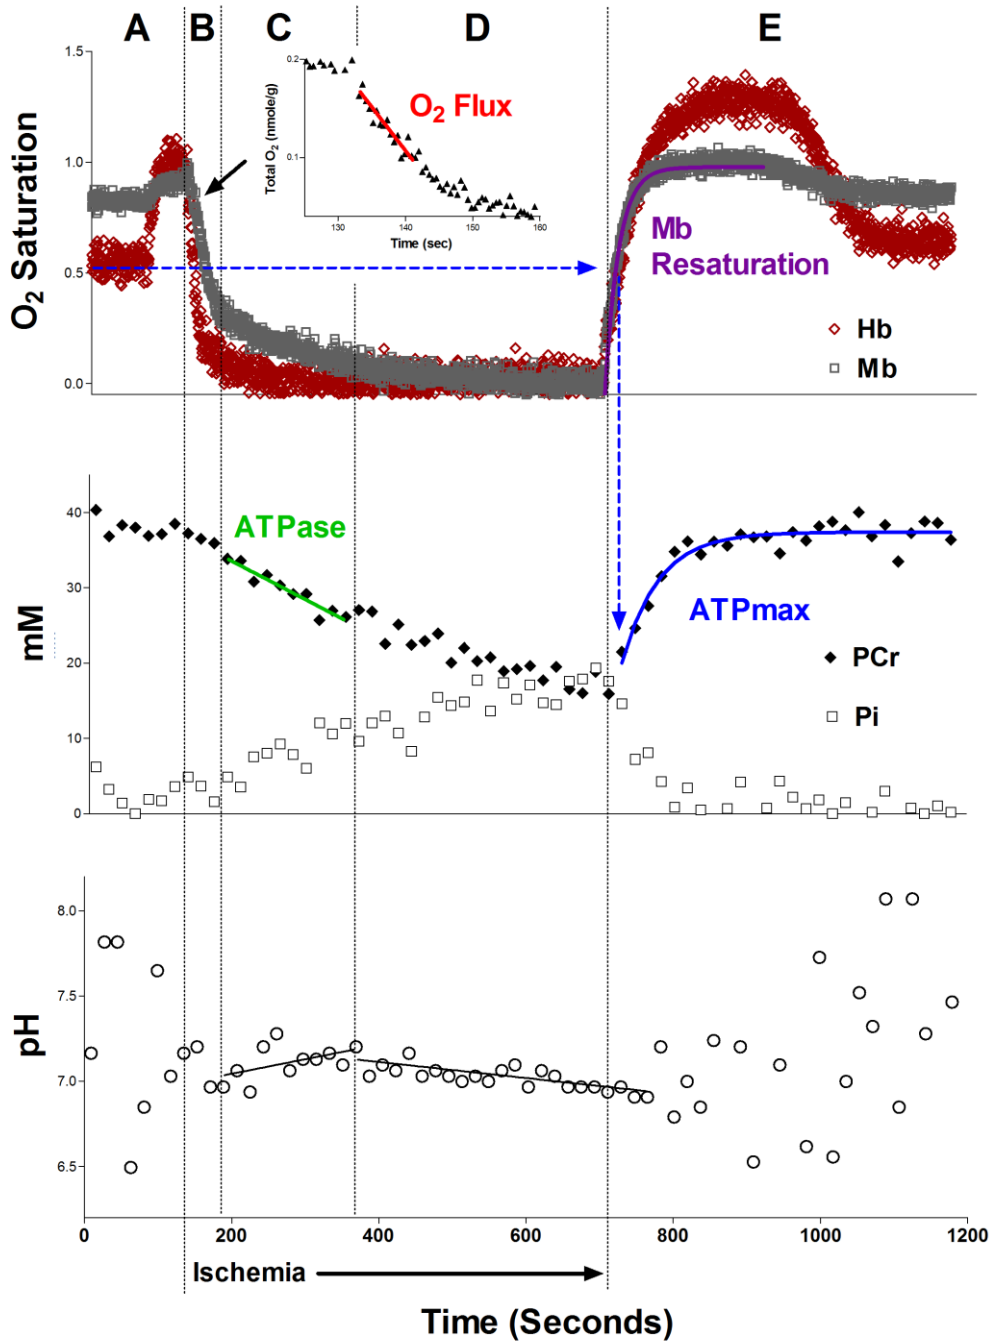 A B C D E
1.5
1.0
0.5
0.0
O2 Saturation
0.2
0.1
Total O2 (nmole/g)
O2 Flux
130 140 150 160
Time (sec)
Mb
Resaturation
Hb
Mb
40
30
20
10
0
mM
ATPase
ATPmax
PCr
Pi
8.0
7.5
7.0
6.5
pH
0 200 400 600 800 1000 1200
Ischemia
Time (Seconds)